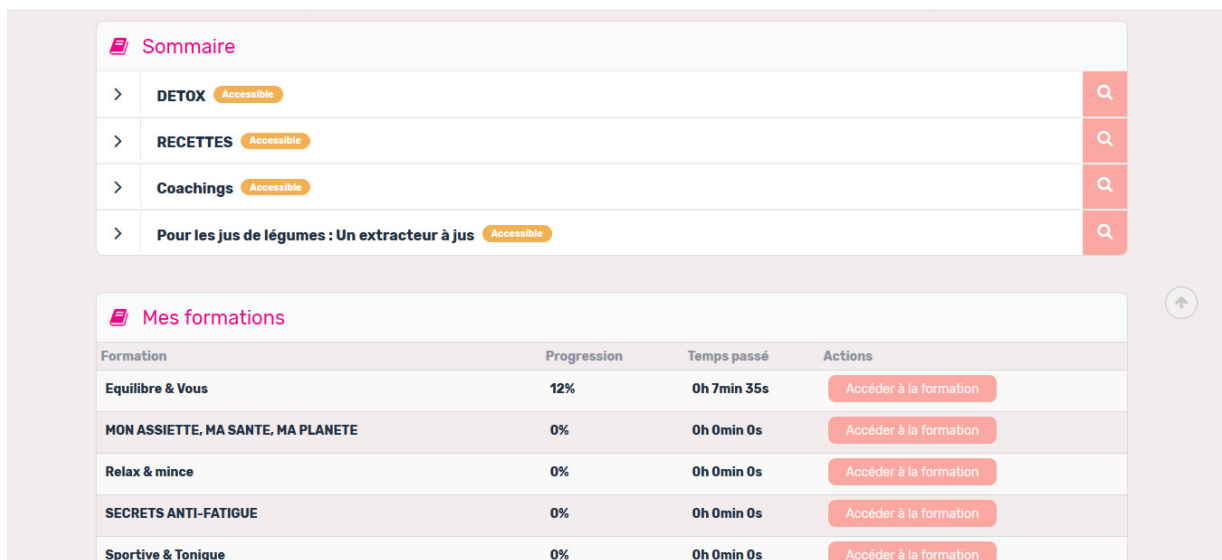 Sommaire
DETOX Accessible
RECETTES Accessible
Coachings Accessible
Pour les jus de légumes : Un extracteur à jus Accessible
Mes formations
Formation Progression Temps passé Actions
Equilibre & Vous 12% 0h 7min 35s Accéder à la formation
MON ASSIETTE, MA SANTE, MA PLANETE 0% 0h 0min 0s Accéder à la formation
Relax & mince 0% 0h 0min 0s Accéder à la formation
SECRETS ANTI-FATIGUE 0% 0h 0min 0s Accéder à la formation
Sportive & Tonique 0% 0h 0min 0s Accéder à la formation